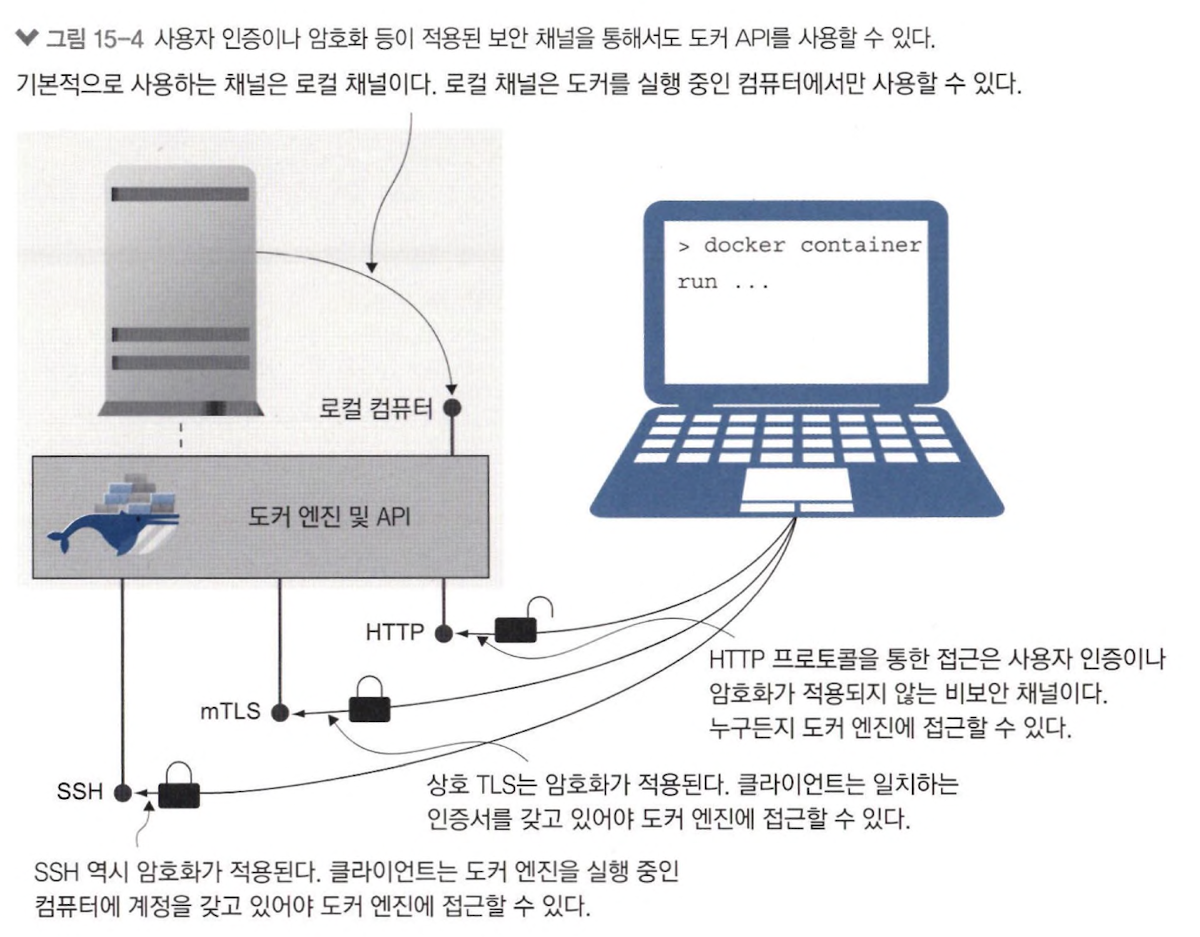 그림 15-4 사용자 인증이나 암호화 등이 적용된 보안 채널을 통해서도 도커 API를 사용할 수 있다.
기본적으로 사용하는 채널은 로컬 채널이다. 로컬 채널은 도커를 실행 중인 컴퓨터에서만 사용할 수 있다.
> docker container
run ...
로컬 컴퓨터
도커 엔진 및 API
HTTP
HTTP 프로토콜을 통한 접근은 사용자 인증이나
암호화가 적용되지 않는 비보안 채널이다.
누구든지 도커 엔진에 접근할 수 있다.
mTLS
상호 TLS는 암호화가 적용된다. 클라이언트는 일치하는
인증서를 갖고 있어야 도커 엔진에 접근할 수 있다.
SSH
SSH 역시 암호화가 적용된다. 클라이언트는 도커 엔진을 실행 중인
컴퓨터에 계정을 갖고 있어야 도커 엔진에 접근할 수 있다.